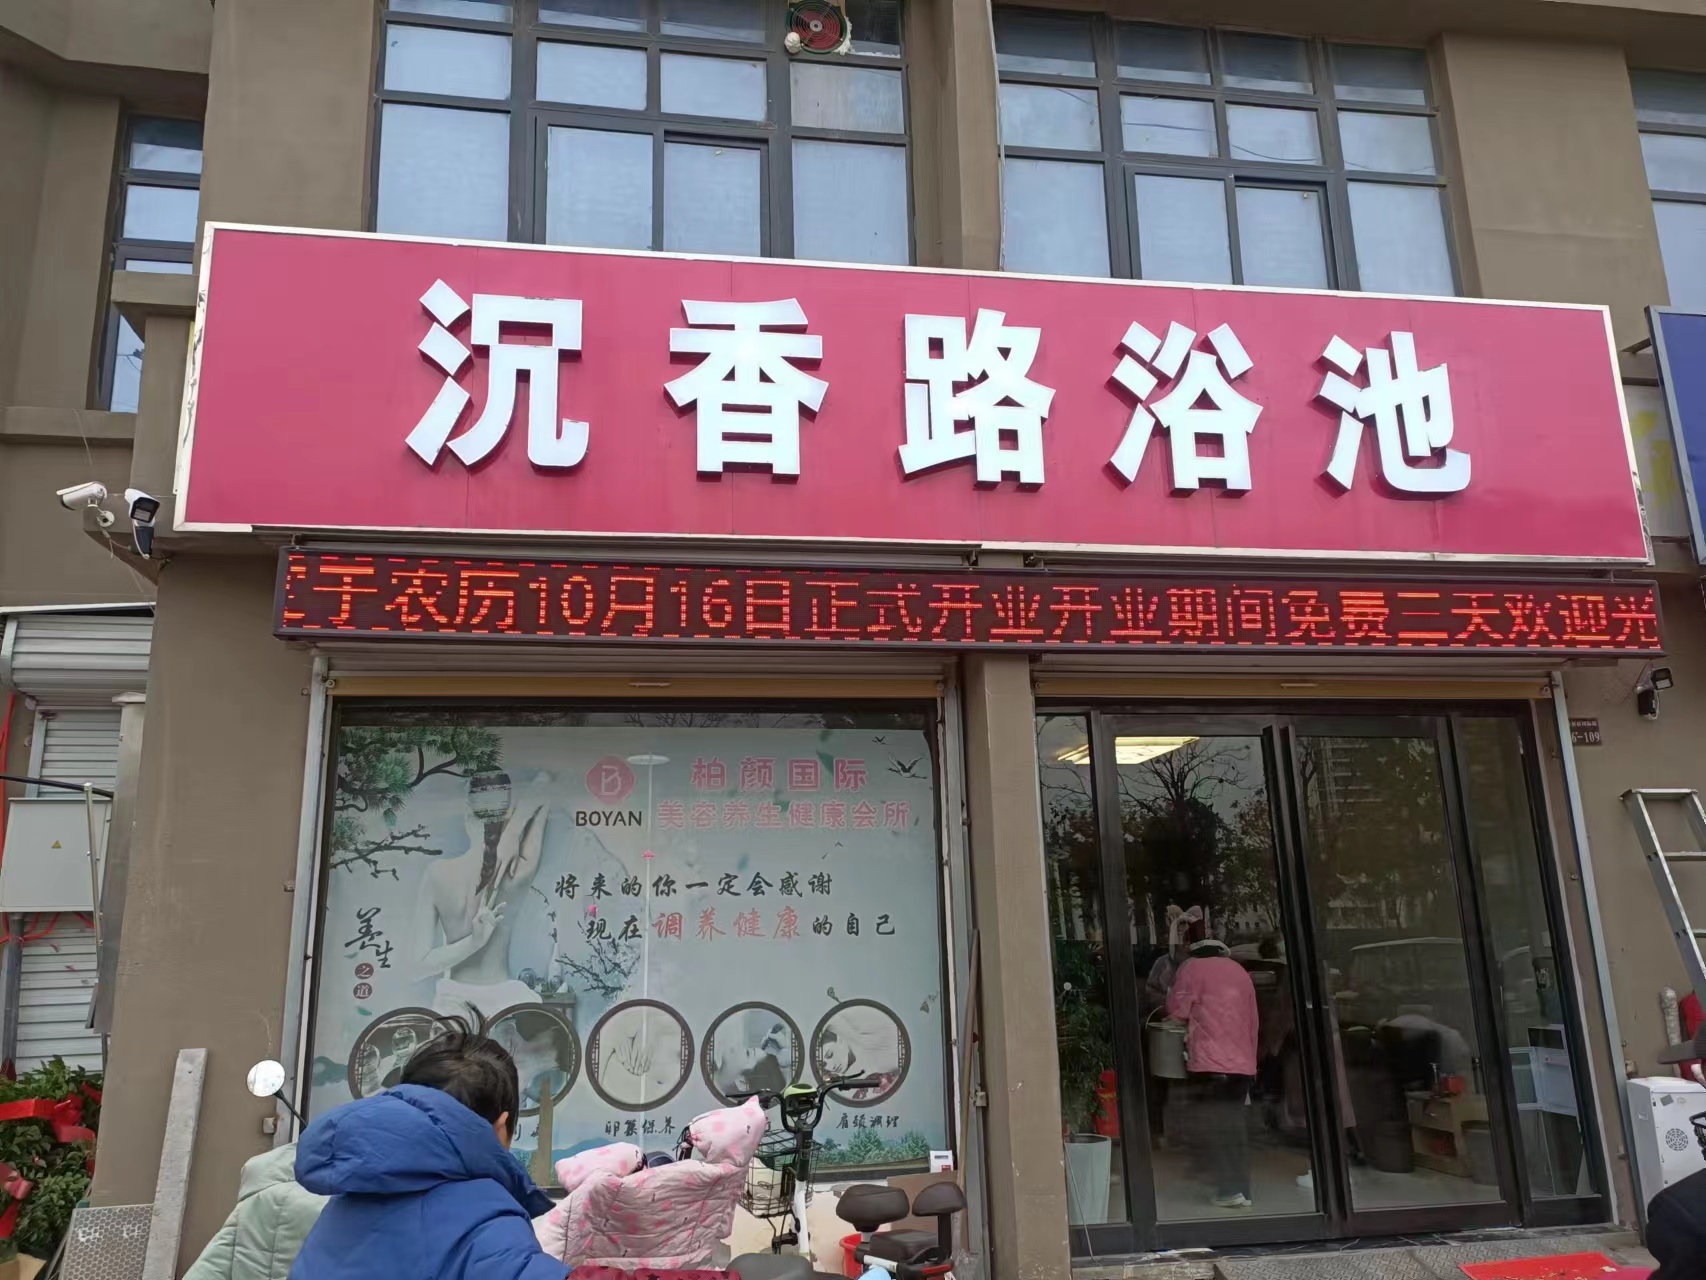 沉香路浴池
定于农历10月16日正式开业开业期间免费三天欢迎光
柏颜国际
BOYAN 美容养生健康会所
将来的你一定会感谢
现在调养健康的自己
养生
之道
卵巢保养
肩颈调理
6-109